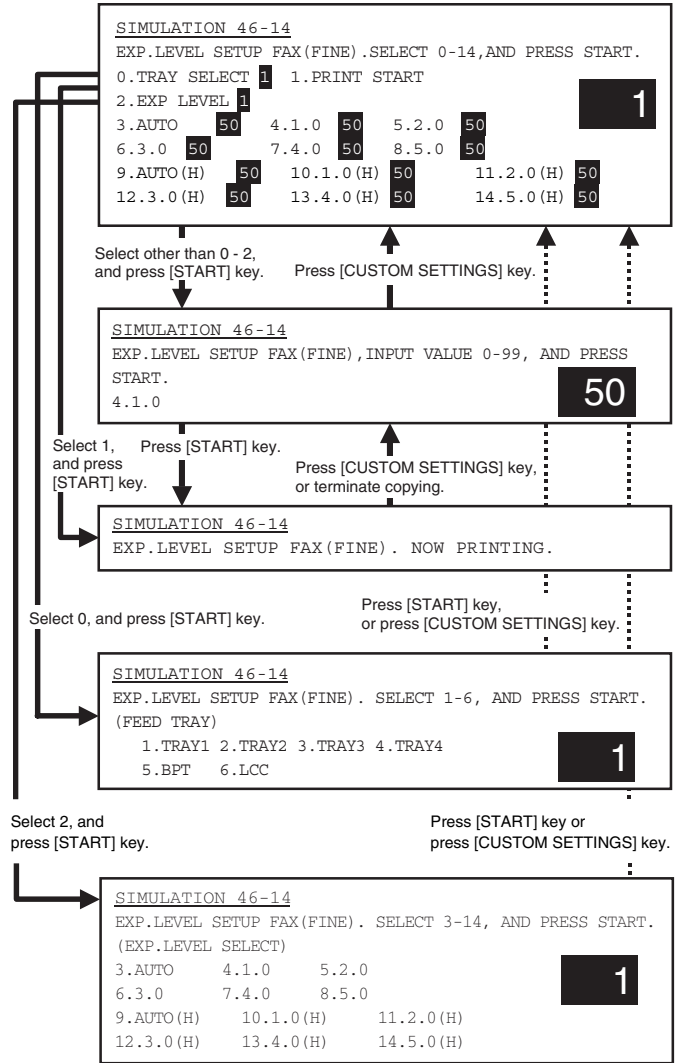 SIMULATION 46-14
EXP.LEVEL SETUP FAX(FINE).SELECT 0-14,AND PRESS START.
0.TRAY SELECT 1 1.PRINT START
2.EXP LEVEL 1
1
3.AUTO 50 4.1.0 50 5.2.0 50
6.3.0 50 7.4.0 50 8.5.0 50
9.AUTO(H) 50 10.1.0(H) 50 11.2.0(H) 50
12.3.0(H) 50 13.4.0(H) 50 14.5.0(H) 50
Select other than 0 - 2,
and press [START] key.
Press [CUSTOM SETTINGS] key.
SIMULATION 46-14
EXP.LEVEL SETUP FAX(FINE),INPUT VALUE 0-99, AND PRESS
START.
4.1.0
50
Select 1,
and press
[START] key.
Press [START] key.
Press [CUSTOM SETTINGS] key,
or terminate copying.
SIMULATION 46-14
EXP.LEVEL SETUP FAX(FINE). NOW PRINTING.
Select 0, and press [START] key.
Press [START] key,
or press [CUSTOM SETTINGS] key.
SIMULATION 46-14
EXP.LEVEL SETUP FAX(FINE). SELECT 1-6, AND PRESS START.
(FEED TRAY)
1.TRAY1 2.TRAY2 3.TRAY3 4.TRAY4
5.BPT 6.LCC
1
Select 2, and
press [START] key.
Press [START] key or
press [CUSTOM SETTINGS] key.
SIMULATION 46-14
EXP.LEVEL SETUP FAX(FINE). SELECT 3-14, AND PRESS START.
(EXP.LEVEL SELECT)
3.AUTO 4.1.0 5.2.0
6.3.0 7.4.0 8.5.0
1
9.AUTO(H) 10.1.0(H) 11.2.0(H)
12.3.0(H) 13.4.0(H) 14.5.0(H)